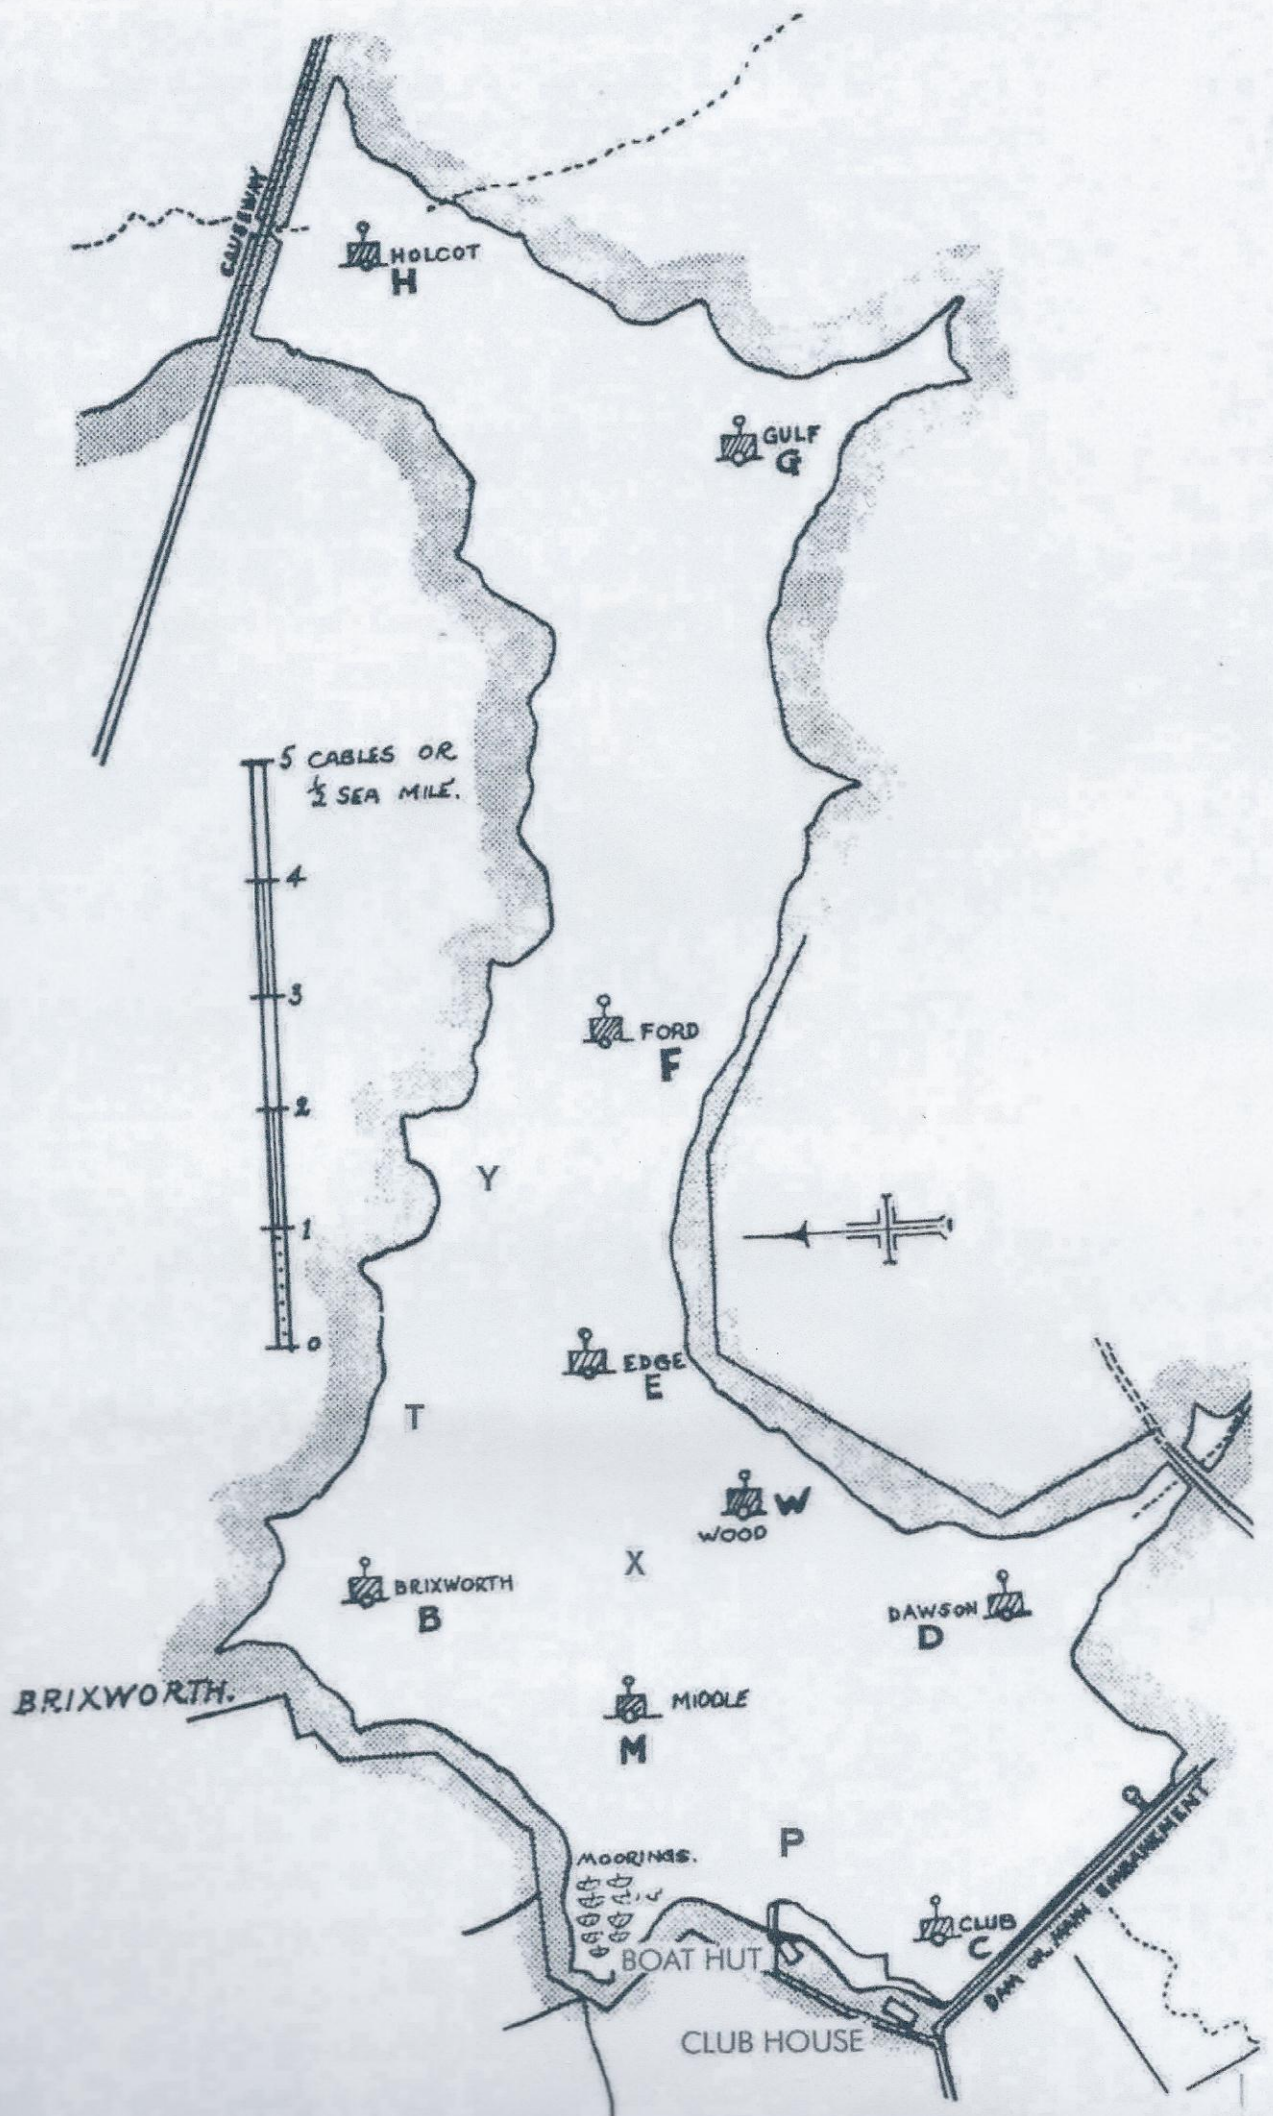 CAUSEWAY
HOLCOT
H
GULF
G
5 CABLES OR
½ SEA MILE.
4
3
FORD
F
2
Y
1
0
EDGE
E
T
W
WOOD
X
BRIXWORTH
B
DAWSON
D
BRIXWORTH.
MIDDLE
M
P
MOORINGS.
CLUB
C
BOAT HUT
DAM OR MAIN EMBANKMENT
CLUB HOUSE